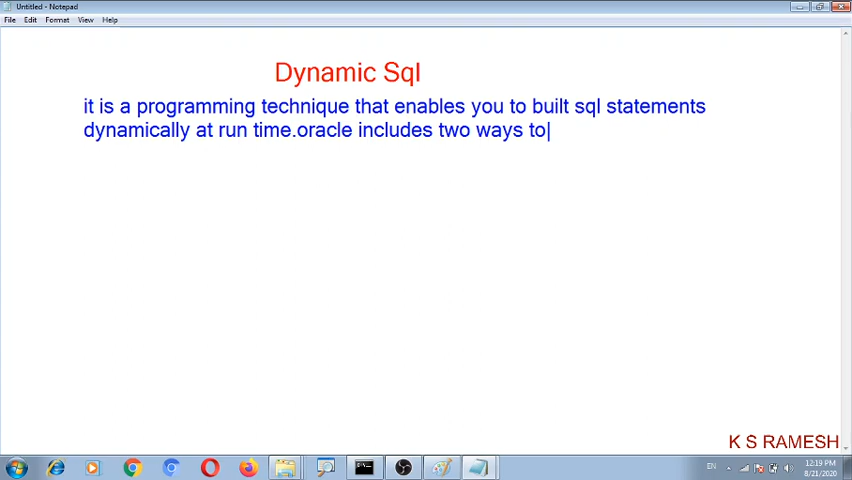 Untitled - Notepad
File Edit Format View Help
Dynamic Sql
it is a programming technique that enables you to built sql statements
dynamically at run time.oracle includes two ways to
K S RAMESH
EN
12:19 PM
8/21/2020